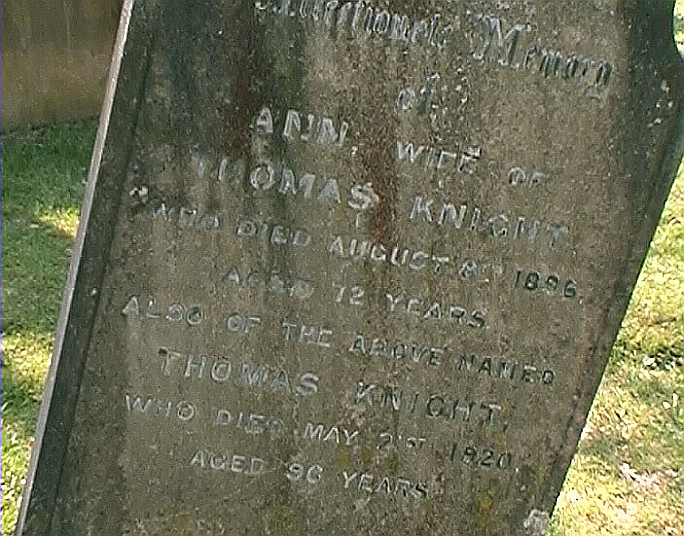 Affectionate Memory
of
ANN, WIFE OF
THOMAS KNIGHT,
WHO DIED AUGUST 8TH 1896,
AGED 72 YEARS
ALSO OF THE ABOVE NAMED
THOMAS KNIGHT,
WHO DIED MAY 21ST 1920,
AGED 96 YEARS